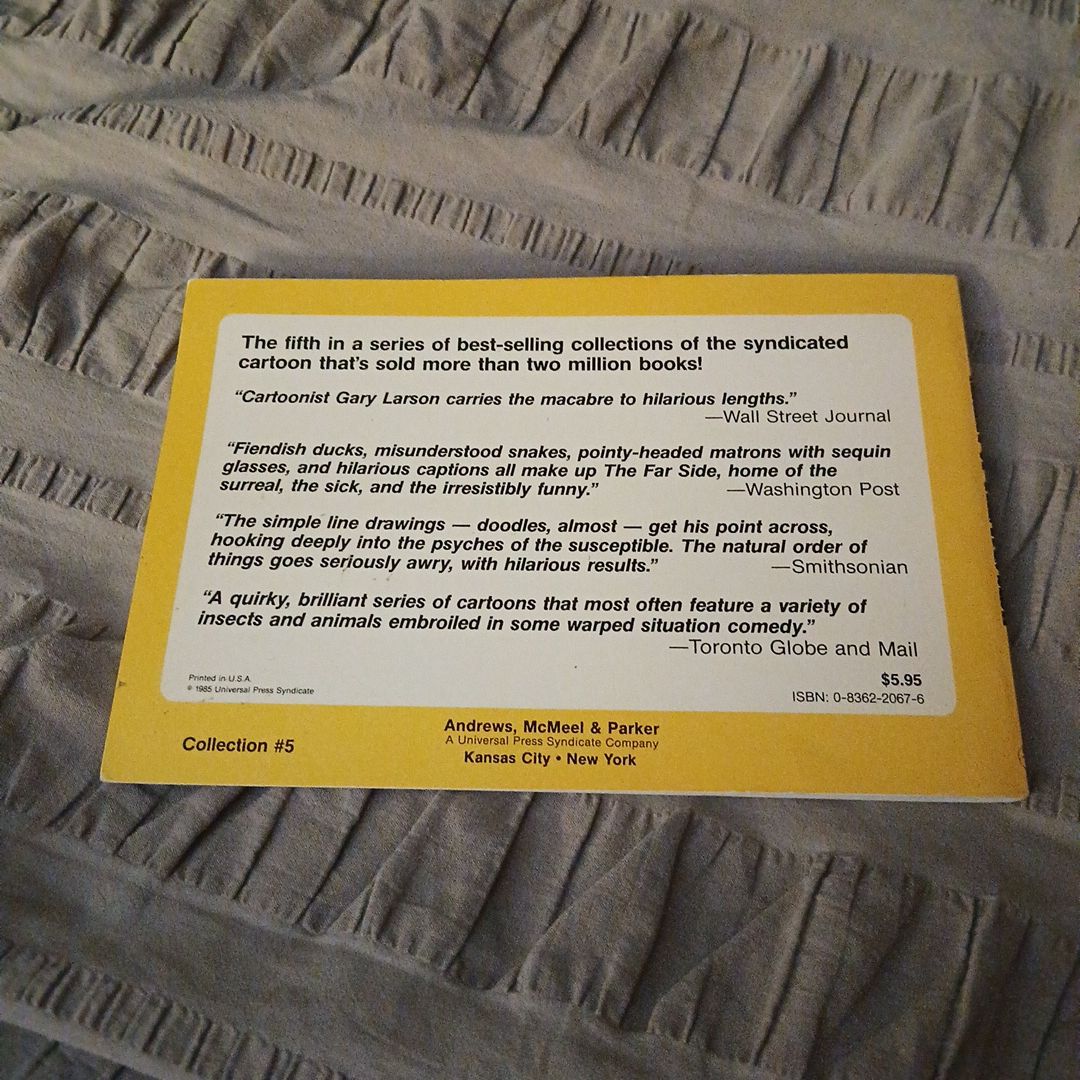 The fifth in a series of best-selling collections of the syndicated
cartoon that's sold more than two million books!
“Cartoonist Gary Larson carries the macabre to hilarious lengths.”
—Wall Street Journal
“Fiendish ducks, misunderstood snakes, pointy-headed matrons with sequin
glasses, and hilarious captions all make up The Far Side, home of the
surreal, the sick, and the irresistibly funny.” —Washington Post
“The simple line drawings — doodles, almost — get his point across,
hooking deeply into the psyches of the susceptible. The natural order of
things goes seriously awry, with hilarious results.” —Smithsonian
“A quirky, brilliant series of cartoons that most often feature a variety of
insects and animals embroiled in some warped situation comedy.”
—Toronto Globe and Mail
Printed in U.S.A.
© 1985 Universal Press Syndicate
$5.95
ISBN: 0-8362-2067-6
Collection #5
Andrews, McMeel & Parker
A Universal Press Syndicate Company
Kansas City • New York